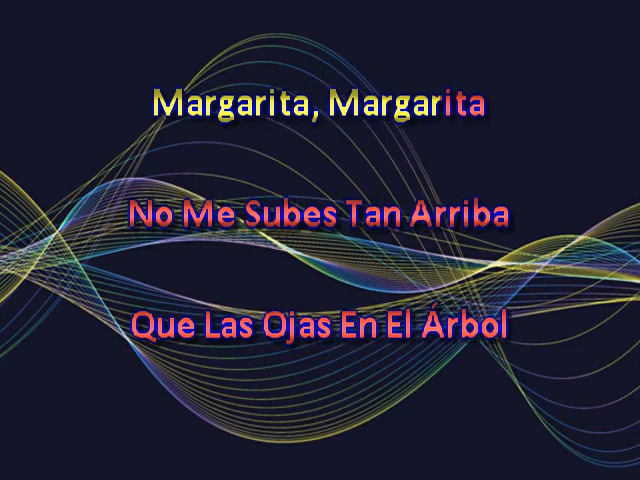 Margarita, Margarita
No Me Subes Tan Arriba
Que Las Ojas En El Árbol